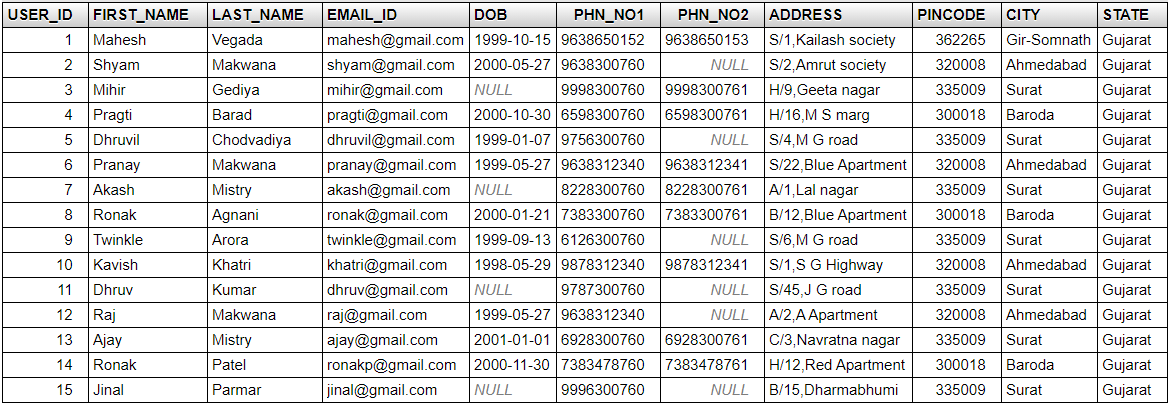 USER_ID FIRST_NAME LAST_NAME EMAIL_ID DOB PHN_NO1 PHN_NO2 ADDRESS PINCODE CITY STATE
1 Mahesh Vegada mahesh@gmail.com 1999-10-15 9638650152 9638650153 S/1,Kailash society 362265 Gir-Somnath Gujarat
2 Shyam Makwana shyam@gmail.com 2000-05-27 9638300760 NULL S/2,Amrut society 320008 Ahmedabad Gujarat
3 Mihir Gediya mihir@gmail.com NULL 9998300760 9998300761 H/9,Geeta nagar 335009 Surat Gujarat
4 Pragti Barad pragti@gmail.com 2000-10-30 6598300760 6598300761 H/16,M S marg 300018 Baroda Gujarat
5 Dhruvil Chodvadiya dhruvil@gmail.com 1999-01-07 9756300760 NULL S/4,M G road 335009 Surat Gujarat
6 Pranay Makwana pranay@gmail.com 1999-05-27 9638312340 9638312341 S/22,Blue Apartment 320008 Ahmedabad Gujarat
7 Akash Mistry akash@gmail.com NULL 8228300760 8228300761 A/1,Lal nagar 335009 Surat Gujarat
8 Ronak Agnani ronak@gmail.com 2000-01-21 7383300760 7383300761 B/12,Blue Apartment 300018 Baroda Gujarat
9 Twinkle Arora twinkle@gmail.com 1999-09-13 6126300760 NULL S/6,M G road 335009 Surat Gujarat
10 Kavish Khatri khatri@gmail.com 1998-05-29 9878312340 9878312341 S/1,S G Highway 320008 Ahmedabad Gujarat
11 Dhruv Kumar dhruv@gmail.com NULL 9787300760 NULL S/45,J G road 335009 Surat Gujarat
12 Raj Makwana raj@gmail.com 1999-05-27 9638312340 NULL A/2,A Apartment 320008 Ahmedabad Gujarat
13 Ajay Mistry ajay@gmail.com 2001-01-01 6928300760 6928300761 C/3,Navratna nagar 335009 Surat Gujarat
14 Ronak Patel ronakp@gmail.com 2000-11-30 7383478760 7383478761 H/12,Red Apartment 300018 Baroda Gujarat
15 Jinal Parmar jinal@gmail.com NULL 9996300760 NULL B/15,Dharmabhumi 335009 Surat Gujarat